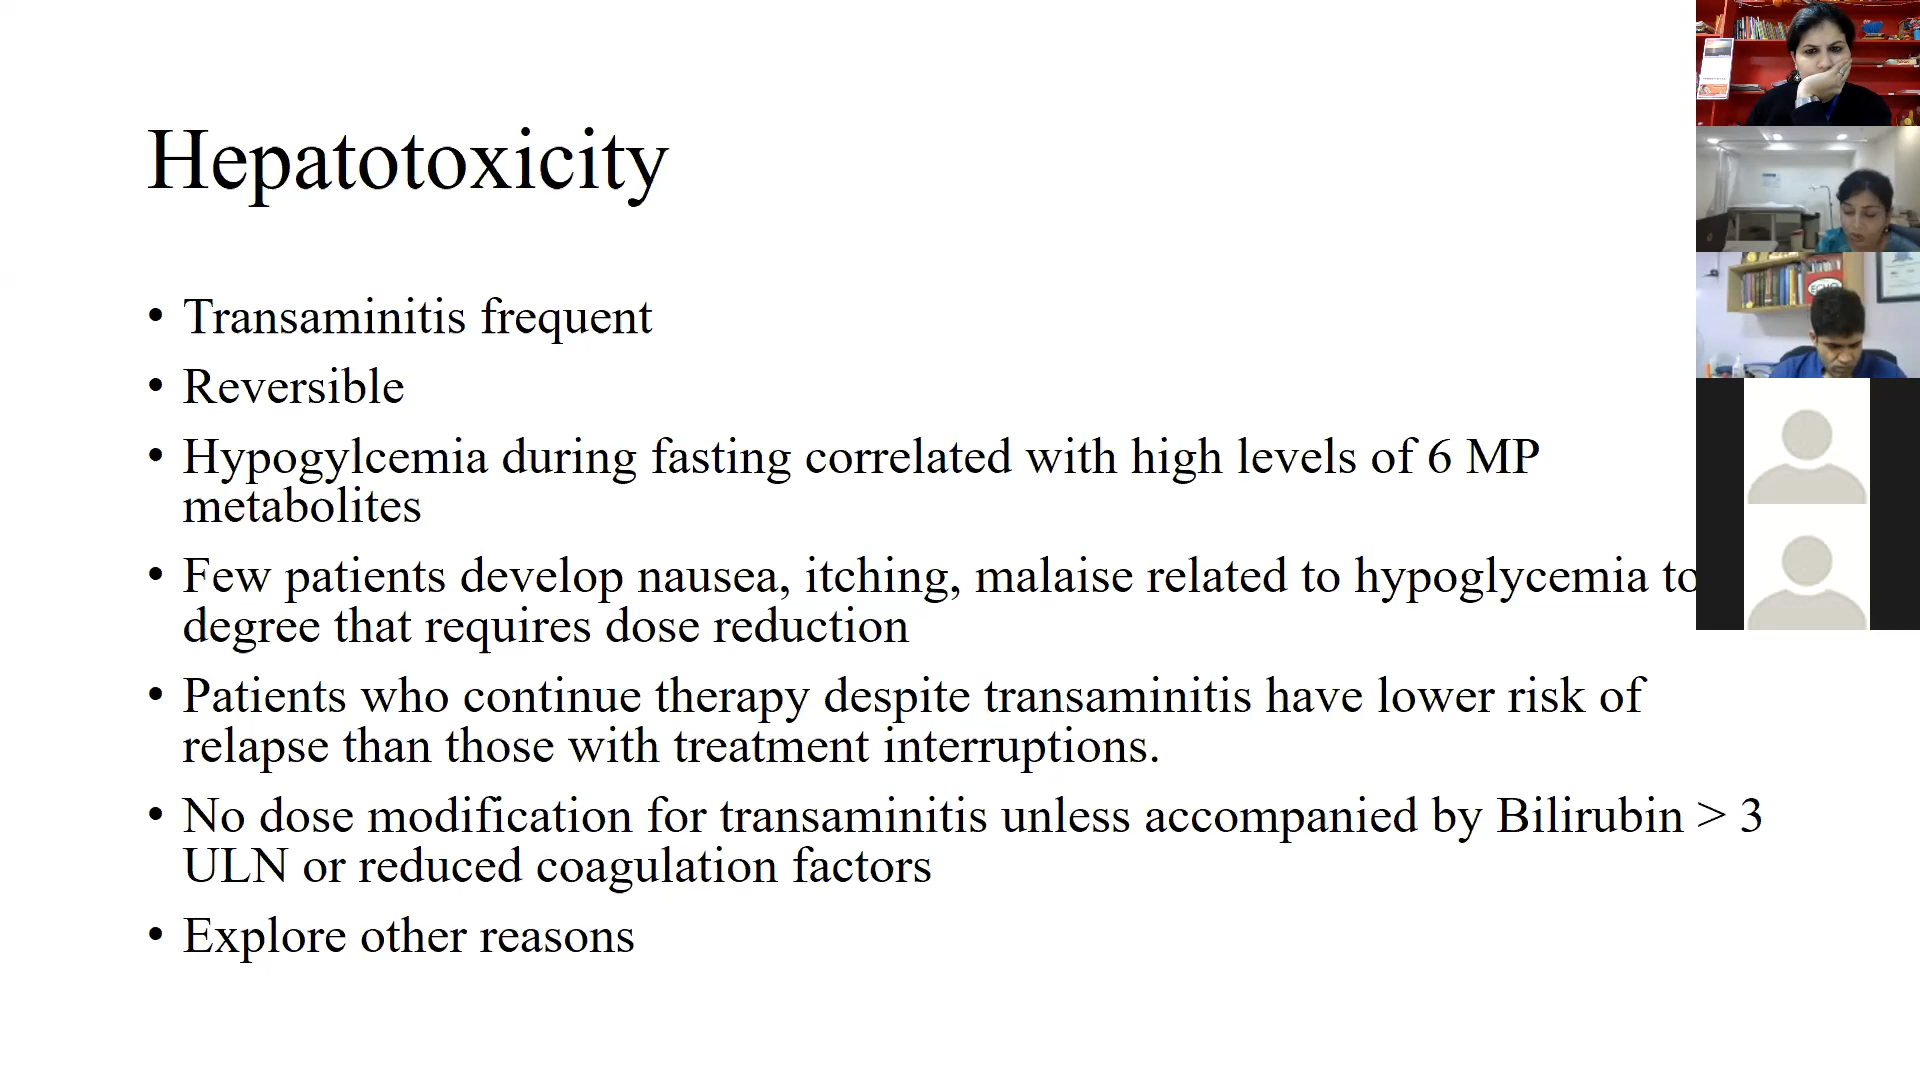 Hepatotoxicity
• Transaminitis frequent
• Reversible
• Hypogylcemia during fasting correlated with high levels of 6 MP
metabolites
• Few patients develop nausea, itching, malaise related to hypoglycemia to
degree that requires dose reduction
• Patients who continue therapy despite transaminitis have lower risk of
relapse than those with treatment interruptions.
• No dose modification for transaminitis unless accompanied by Bilirubin > 3
ULN or reduced coagulation factors
• Explore other reasons
ECHO